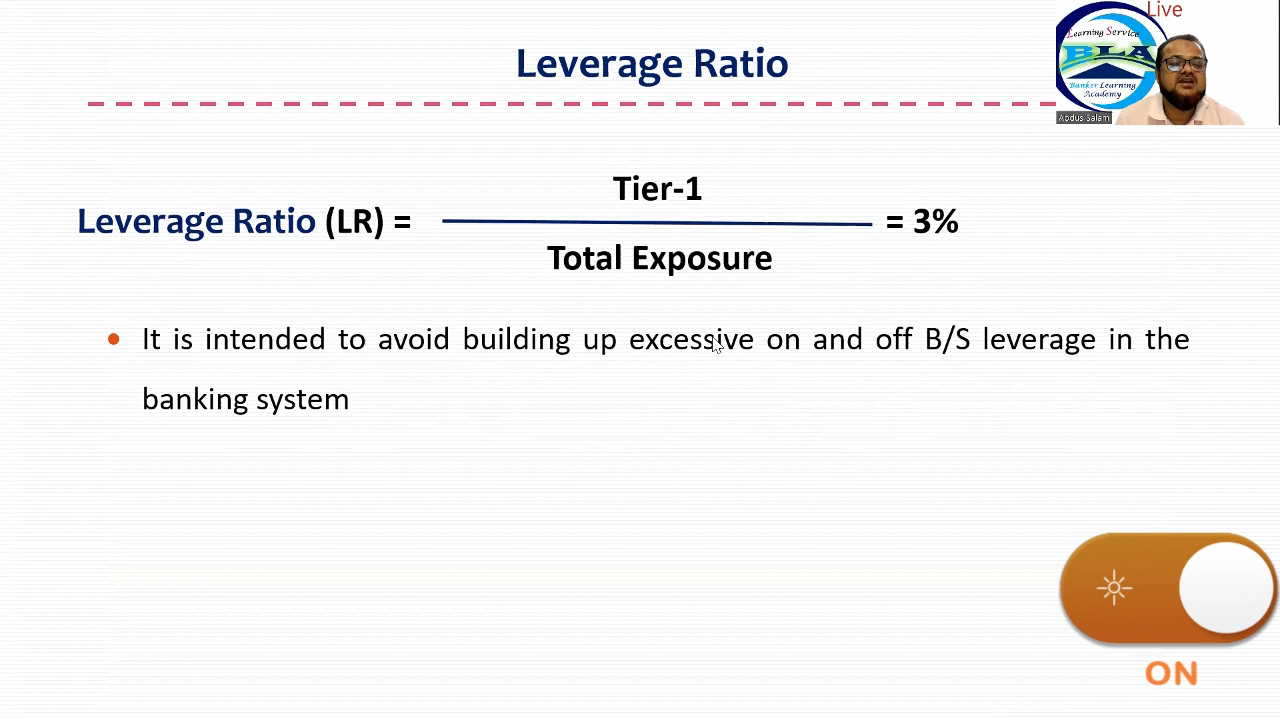 Live
Learning Service
BLA
Banker Learning
Academy
Abdus Salam
Leverage Ratio
Tier-1
Leverage Ratio (LR) = = 3%
Total Exposure
• It is intended to avoid building up excessive on and off B/S leverage in the
banking system
ON